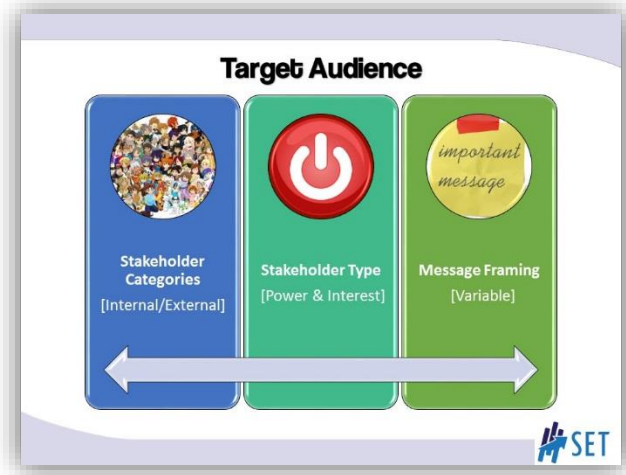 Target Audience
Stakeholder
Categories
[Internal/External]
Stakeholder Type
[Power & Interest]
important
message
Message Framing
[Variable]
SET